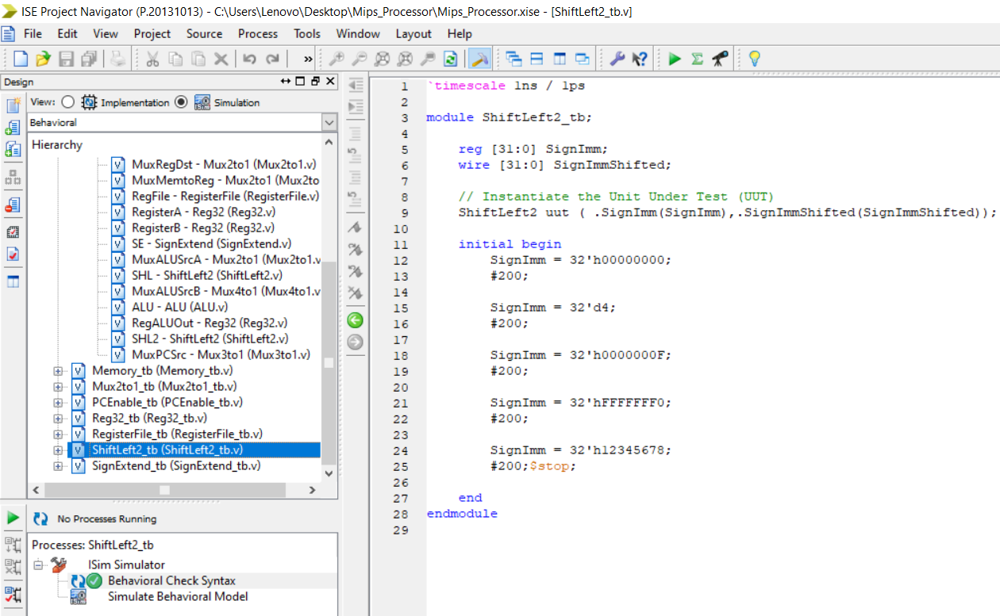 ISE Project Navigator (P.20131013) - C:\Users\Lenovo\Desktop\Mips_Processor\Mips_Processor.xise - [ShiftLeft2_tb.v]
File Edit View Project Source Process Tools Window Layout Help
Design
View: Implementation Simulation
Behavioral
Hierarchy
MuxRegDst - Mux2to1 (Mux2to1.v)
MuxMemtoReg - Mux2to1 (Mux2to
RegFile - RegisterFile (RegisterFile.v)
RegisterA - Reg32 (Reg32.v)
RegisterB - Reg32 (Reg32.v)
SE - SignExtend (SignExtend.v)
MuxALUSrcA - Mux2to1 (Mux2to1.v
SHL - ShiftLeft2 (ShiftLeft2.v)
MuxALUSrcB - Mux4to1 (Mux4to1.v
ALU - ALU (ALU.v)
RegALUOut - Reg32 (Reg32.v)
SHL2 - ShiftLeft2 (ShiftLeft2.v)
MuxPCSrc - Mux3to1 (Mux3to1.v)
Memory_tb (Memory_tb.v)
Mux2to1_tb (Mux2to1_tb.v)
PCEnable_tb (PCEnable_tb.v)
Reg32_tb (Reg32_tb.v)
RegisterFile_tb (RegisterFile_tb.v)
ShiftLeft2_tb (ShiftLeft2_tb.v)
SignExtend_tb (SignExtend_tb.v)
No Processes Running
Processes: ShiftLeft2_tb
ISim Simulator
Behavioral Check Syntax
Simulate Behavioral Model
1 `timescale 1ns / 1ps
2
3 module ShiftLeft2_tb;
4
5 reg [31:0] SignImm;
6 wire [31:0] SignImmShifted;
7
8 // Instantiate the Unit Under Test (UUT)
9 ShiftLeft2 uut ( .SignImm(SignImm),.SignImmShifted(SignImmShifted));
10
11 initial begin
12 SignImm = 32'h00000000;
13 #200;
14
15 SignImm = 32'd4;
16 #200;
17
18 SignImm = 32'h0000000F;
19 #200;
20
21 SignImm = 32'hFFFFFFF0;
22 #200;
23
24 SignImm = 32'h12345678;
25 #200;$stop;
26
27 end
28 endmodule
29